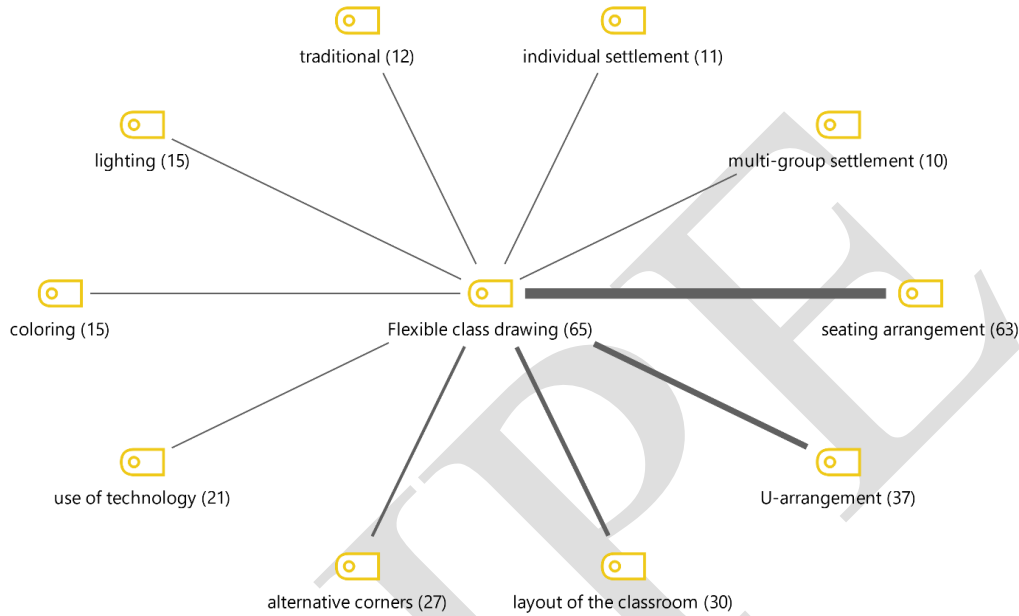 traditional (12)
individual settlement (11)
lighting (15)
multi-group settlement (10)
coloring (15)
Flexible class drawing (65)
seating arrangement (63)
use of technology (21)
U-arrangement (37)
alternative corners (27)
layout of the classroom (30)